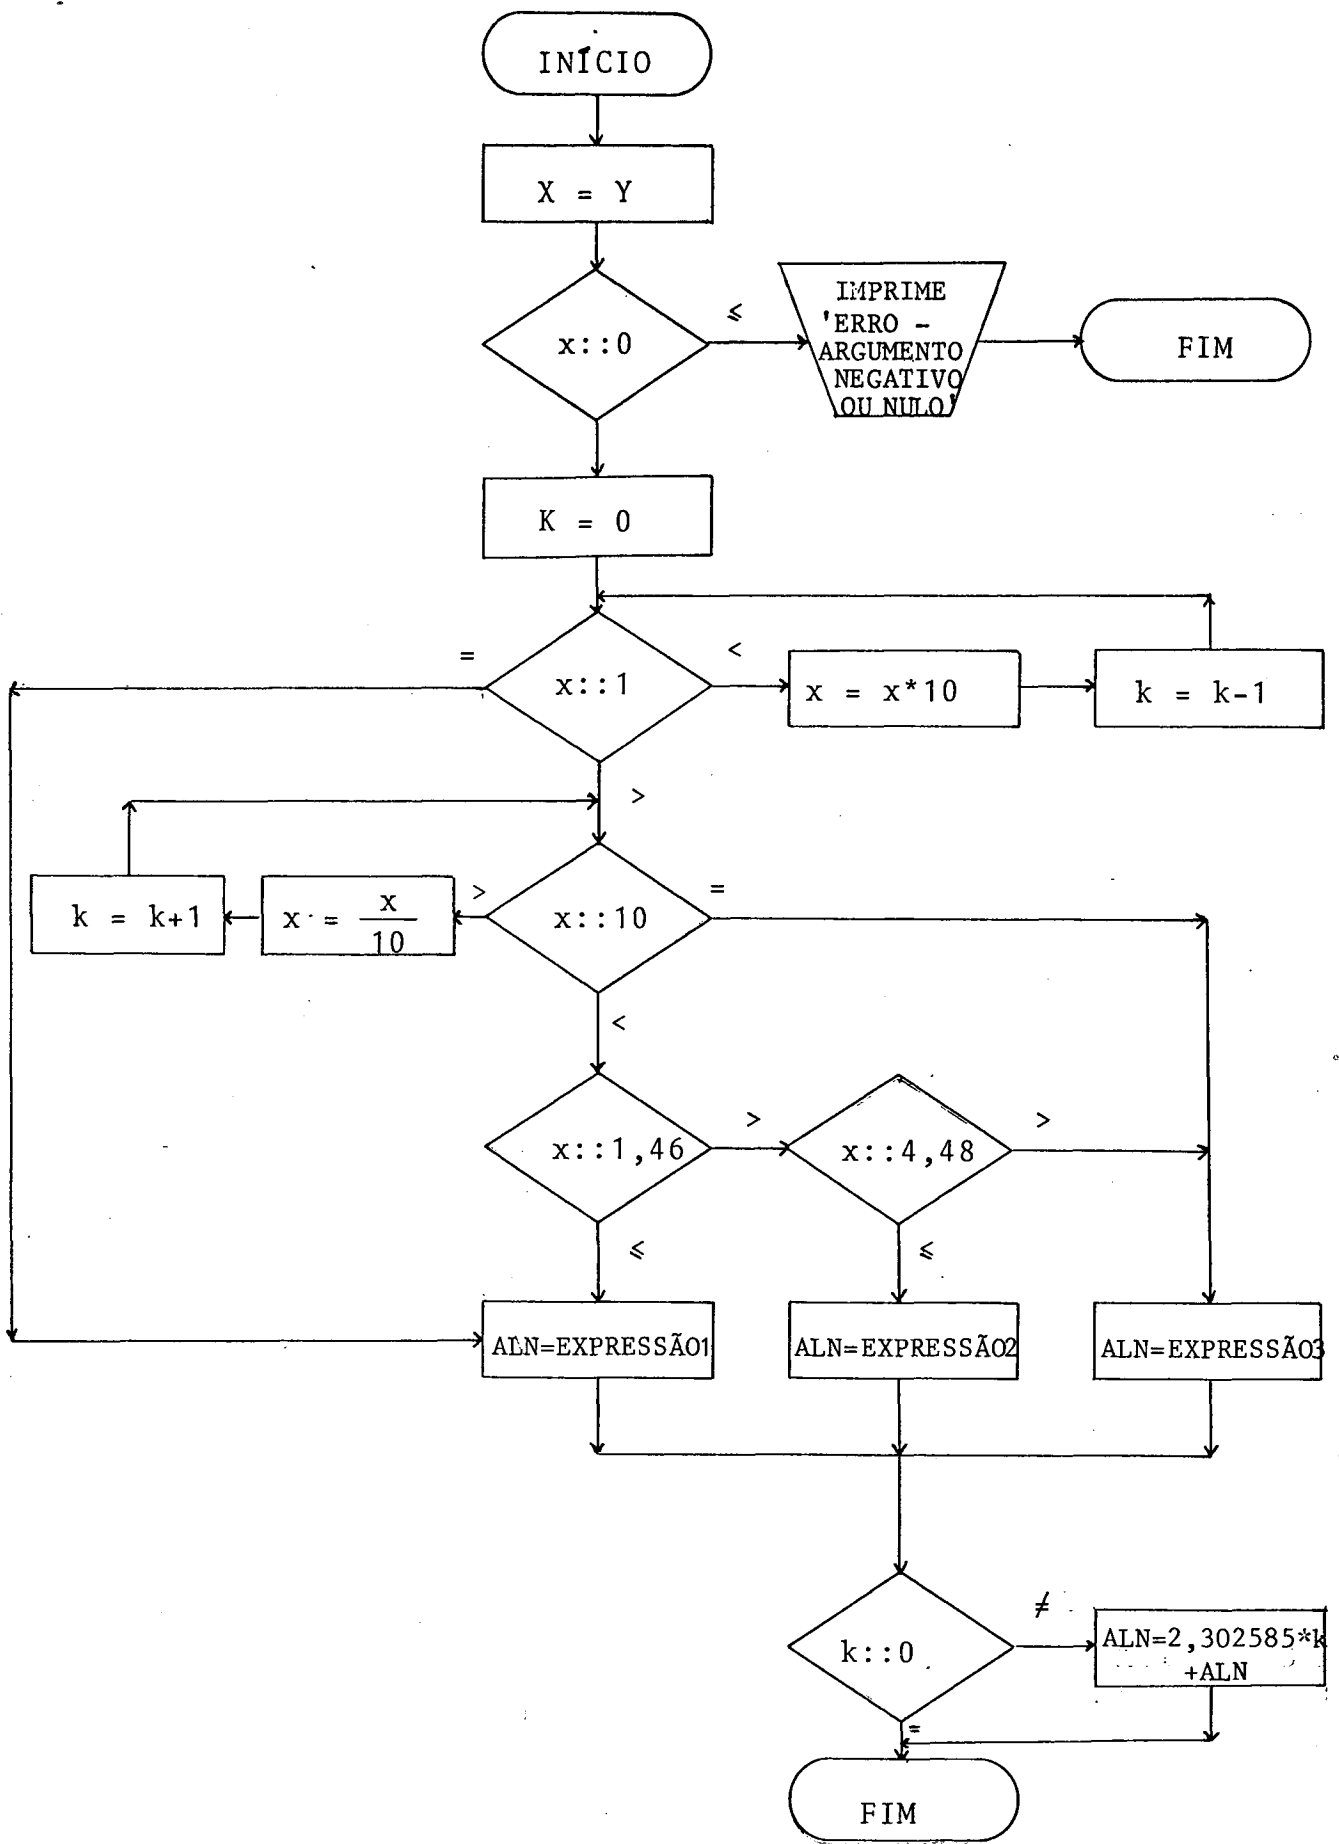 INÍCIO
X = Y
x::0
≤
IMPRIME
'ERRO -
ARGUMENTO
NEGATIVO
OU NULO'
FIM
K = 0
=
x::1
<
x = x*10
k = k-1
>
k = k+1
x = x
10
>
x::10
=
<
x::1,46
>
x::4,48
>
≤
≤
ALN=EXPRESSÃO1
ALN=EXPRESSÃO2
ALN=EXPRESSÃO3
k::0
≠
ALN=2,302585*k
+ALN
=
FIM